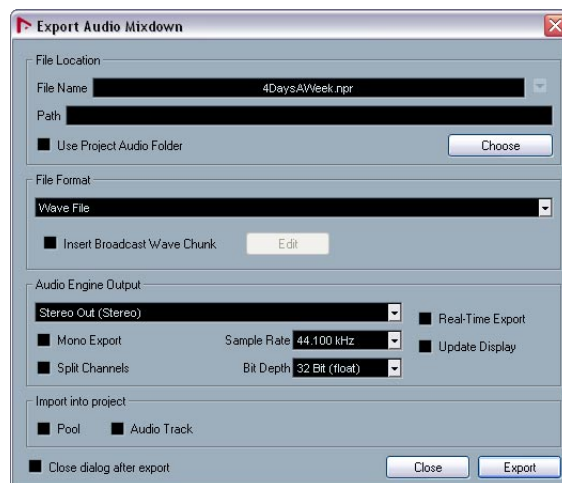 Export Audio Mixdown
File Location
File Name 4DaysAWeek.npr
Path
Use Project Audio Folder Choose
File Format
Wave File
Insert Broadcast Wave Chunk Edit
Audio Engine Output
Stereo Out (Stereo)
Real-Time Export
Mono Export Sample Rate 44.100 kHz
Update Display
Split Channels Bit Depth 32 Bit (float)
Import into project
Pool Audio Track
Close dialog after export Close Export